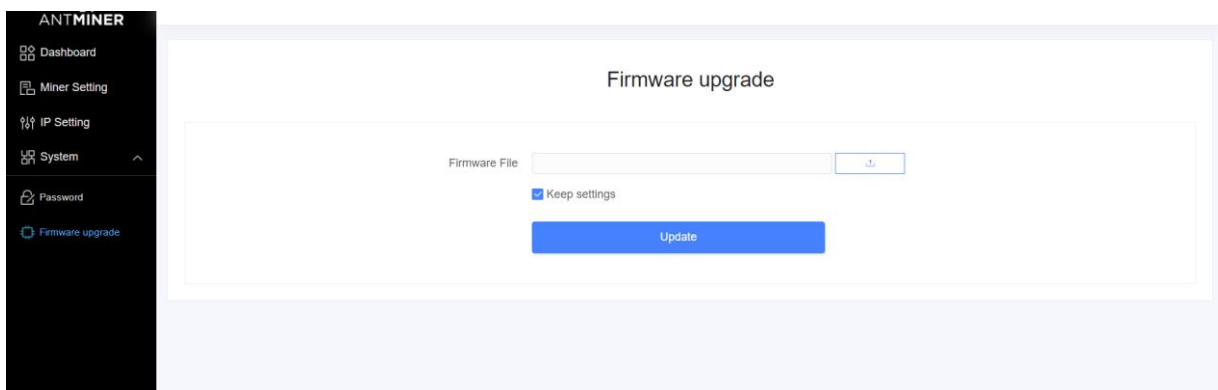 ANTMINER
Dashboard
Miner Setting
IP Setting
System
Password
Firmware upgrade
Firmware upgrade
Firmware File
Keep settings
Update